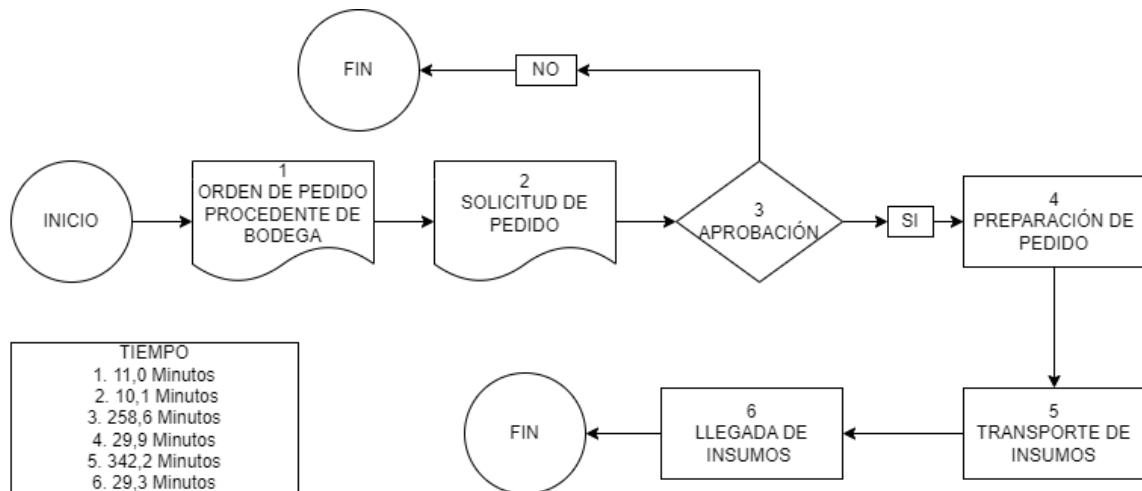 FIN
NO
INICIO
1
ORDEN DE PEDIDO
PROCEDENTE DE
BODEGA
2
SOLICITUD DE
PEDIDO
3
APROBACIÓN
SI
4
PREPARACIÓN DE
PEDIDO
TIEMPO
1. 11,0 Minutos
2. 10,1 Minutos
3. 258,6 Minutos
4. 29,9 Minutos
5. 342,2 Minutos
6. 29,3 Minutos
FIN
6
LLEGADA DE
INSUMOS
5
TRANSPORTE DE
INSUMOS